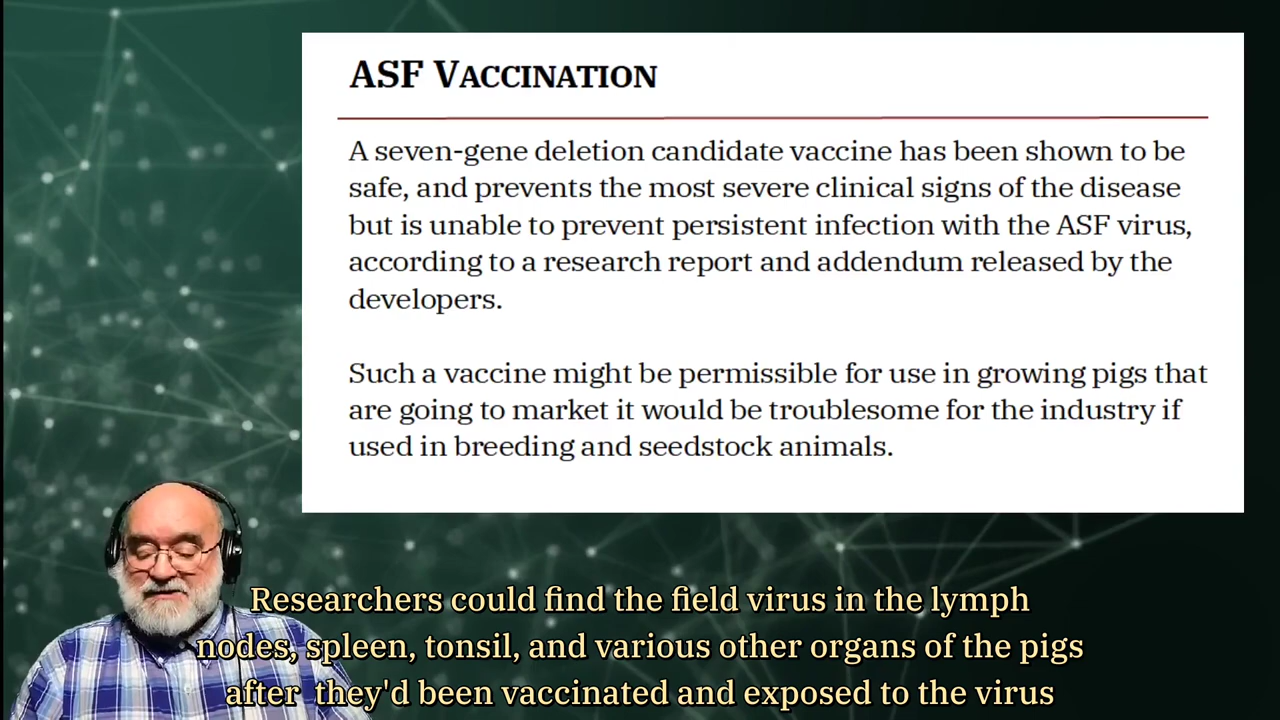 ASF VACCINATION
A seven-gene deletion candidate vaccine has been shown to be
safe, and prevents the most severe clinical signs of the disease
but is unable to prevent persistent infection with the ASF virus,
according to a research report and addendum released by the
developers.
Such a vaccine might be permissible for use in growing pigs that
are going to market it would be troublesome for the industry if
used in breeding and seedstock animals.
Researchers could find the field virus in the lymph
nodes, spleen, tonsil, and various other organs of the pigs
after they'd been vaccinated and exposed to the virus